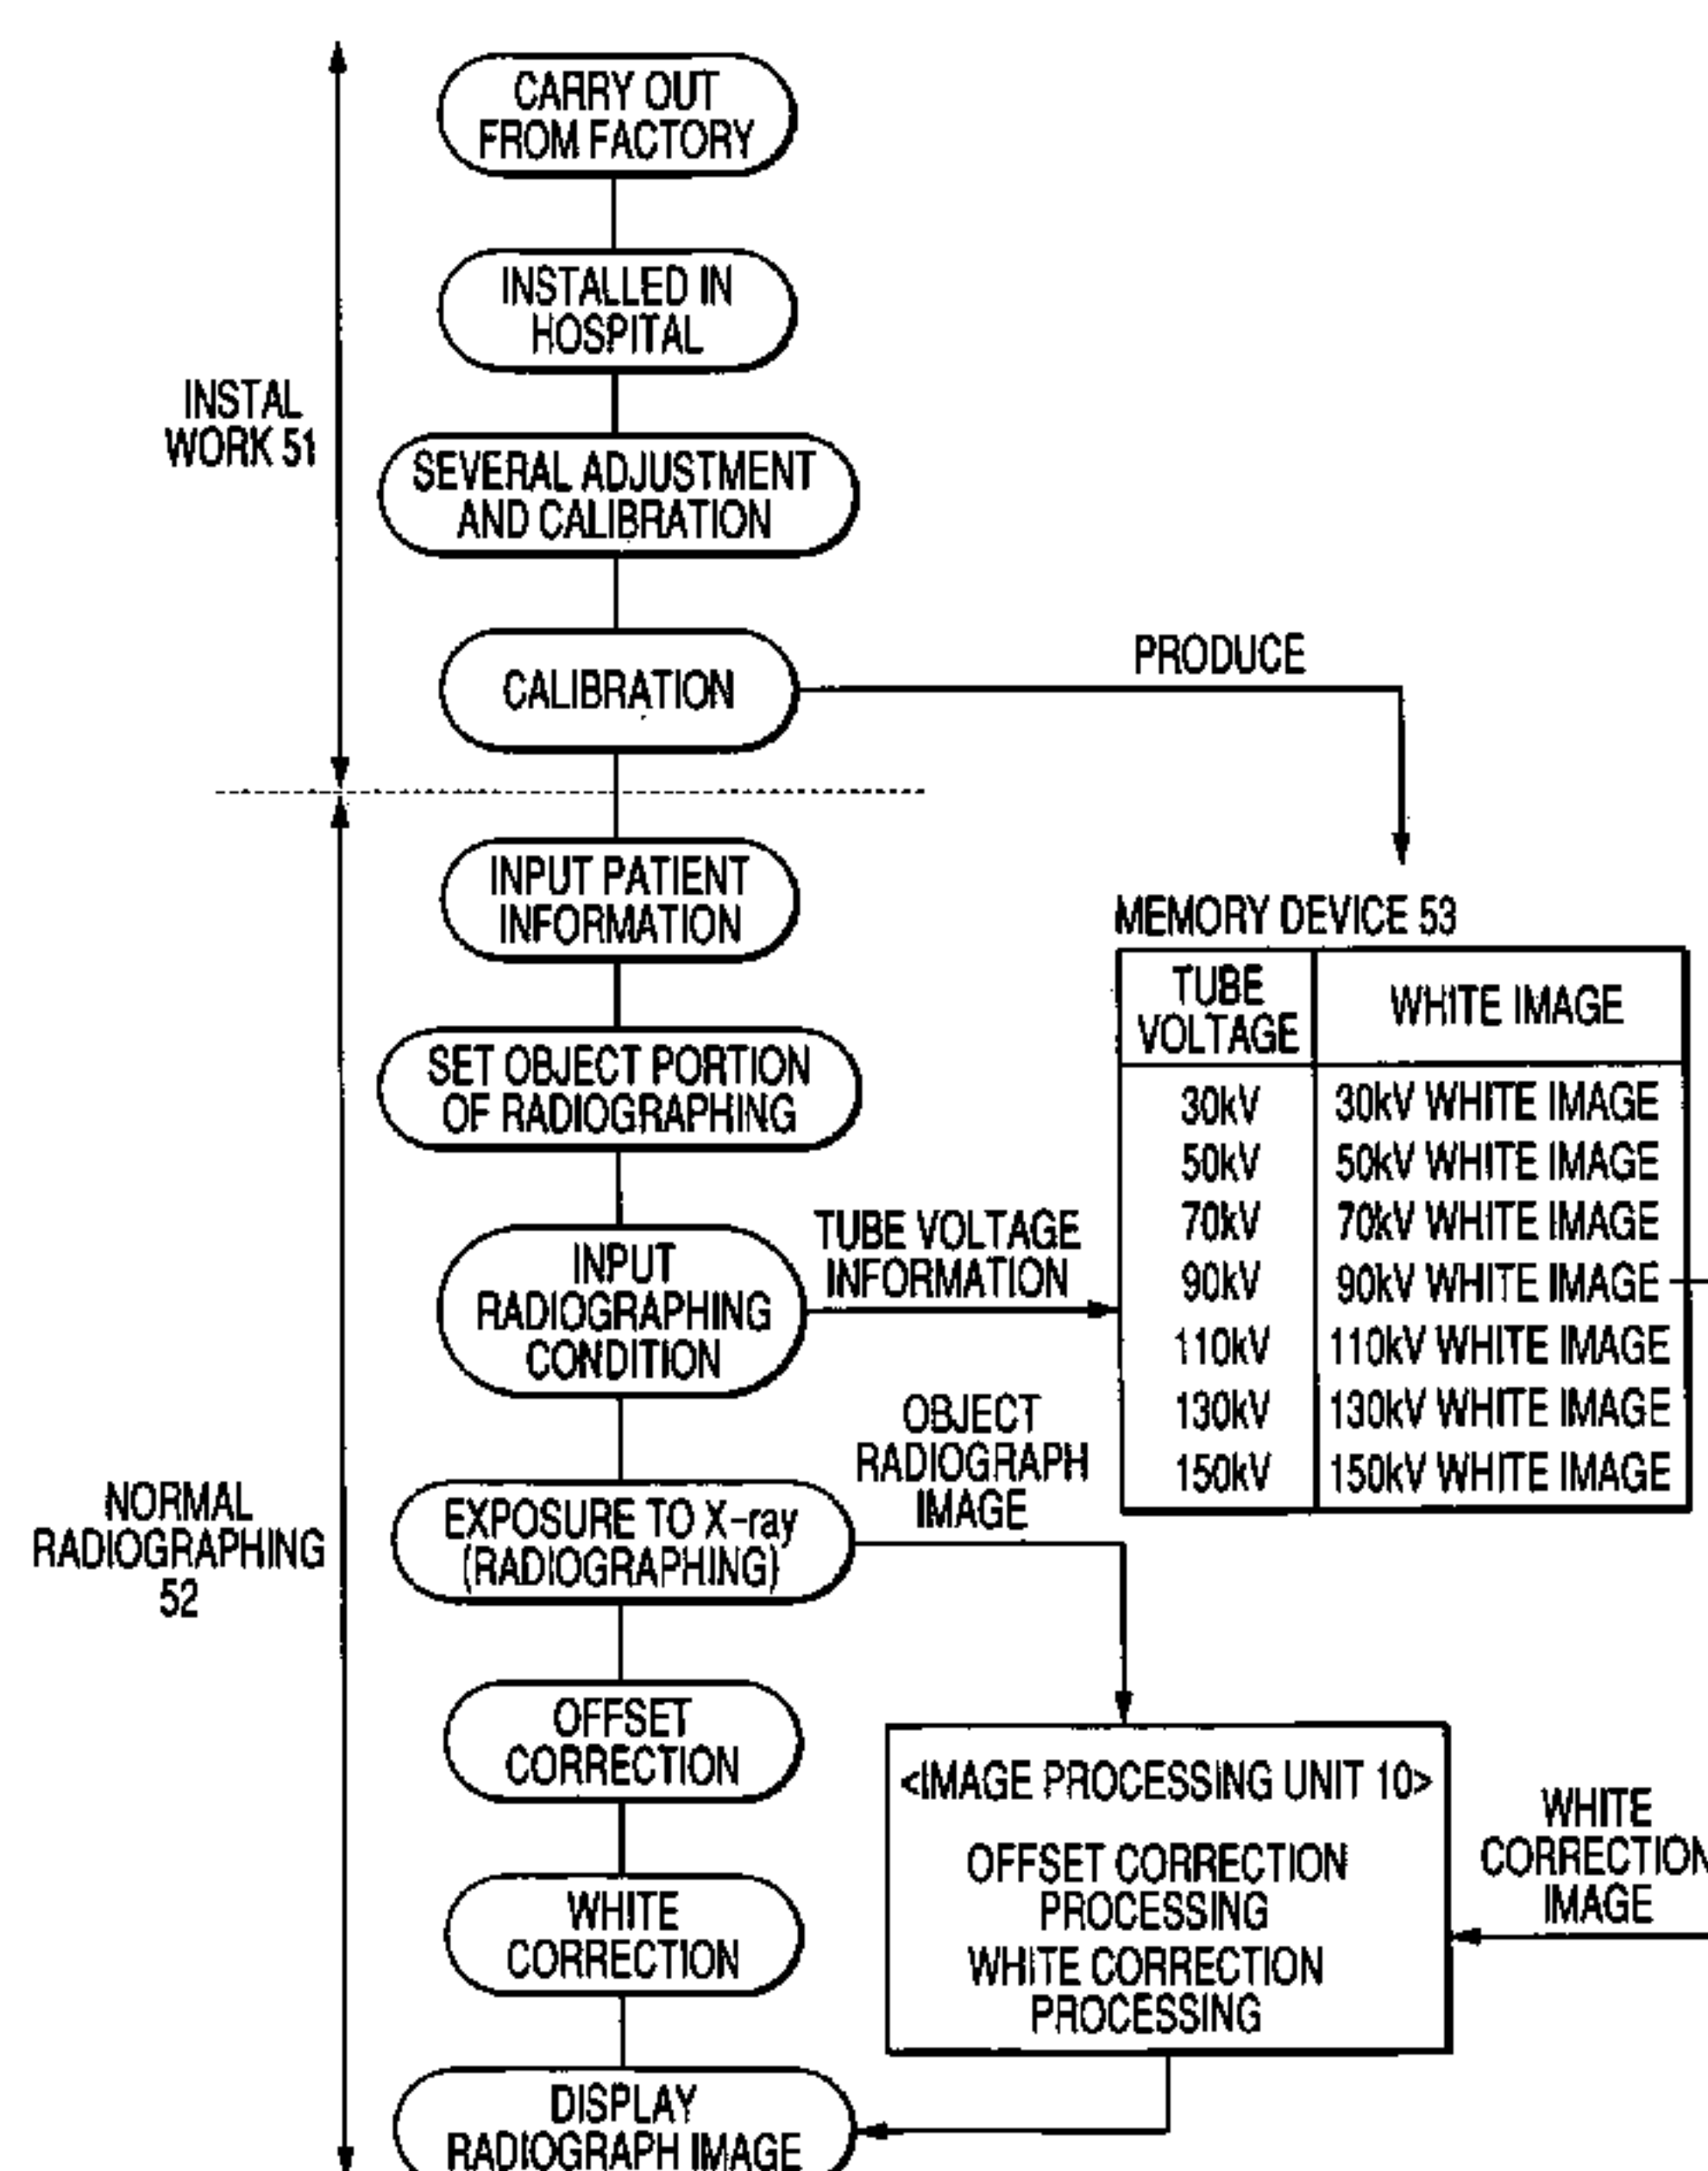 CARRY OUT
FROM FACTORY
INSTALLED IN
HOSPITAL
INSTAL
WORK 51
SEVERAL ADJUSTMENT
AND CALIBRATION
CALIBRATION
PRODUCE
INPUT PATIENT
INFORMATION
MEMORY DEVICE 53
TUBE
VOLTAGE
WHITE IMAGE
30kV 30kV WHITE IMAGE
50kV 50kV WHITE IMAGE
70kV 70kV WHITE IMAGE
90kV 90kV WHITE IMAGE
110kV 110kV WHITE IMAGE
130kV 130kV WHITE IMAGE
150kV 150kV WHITE IMAGE
SET OBJECT PORTION
OF RADIOGRAPHING
INPUT
RADIOGRAPHING
CONDITION
TUBE VOLTAGE
INFORMATION
OBJECT
RADIOGRAPH
IMAGE
NORMAL
RADIOGRAPHING
52
EXPOSURE TO X-ray
(RADIOGRAPHING)
OFFSET
CORRECTION
<IMAGE PROCESSING UNIT 10>
OFFSET CORRECTION
PROCESSING
WHITE CORRECTION
PROCESSING
WHITE
CORRECTION
IMAGE
WHITE
CORRECTION
DISPLAY
RADIOGRAPH IMAGE